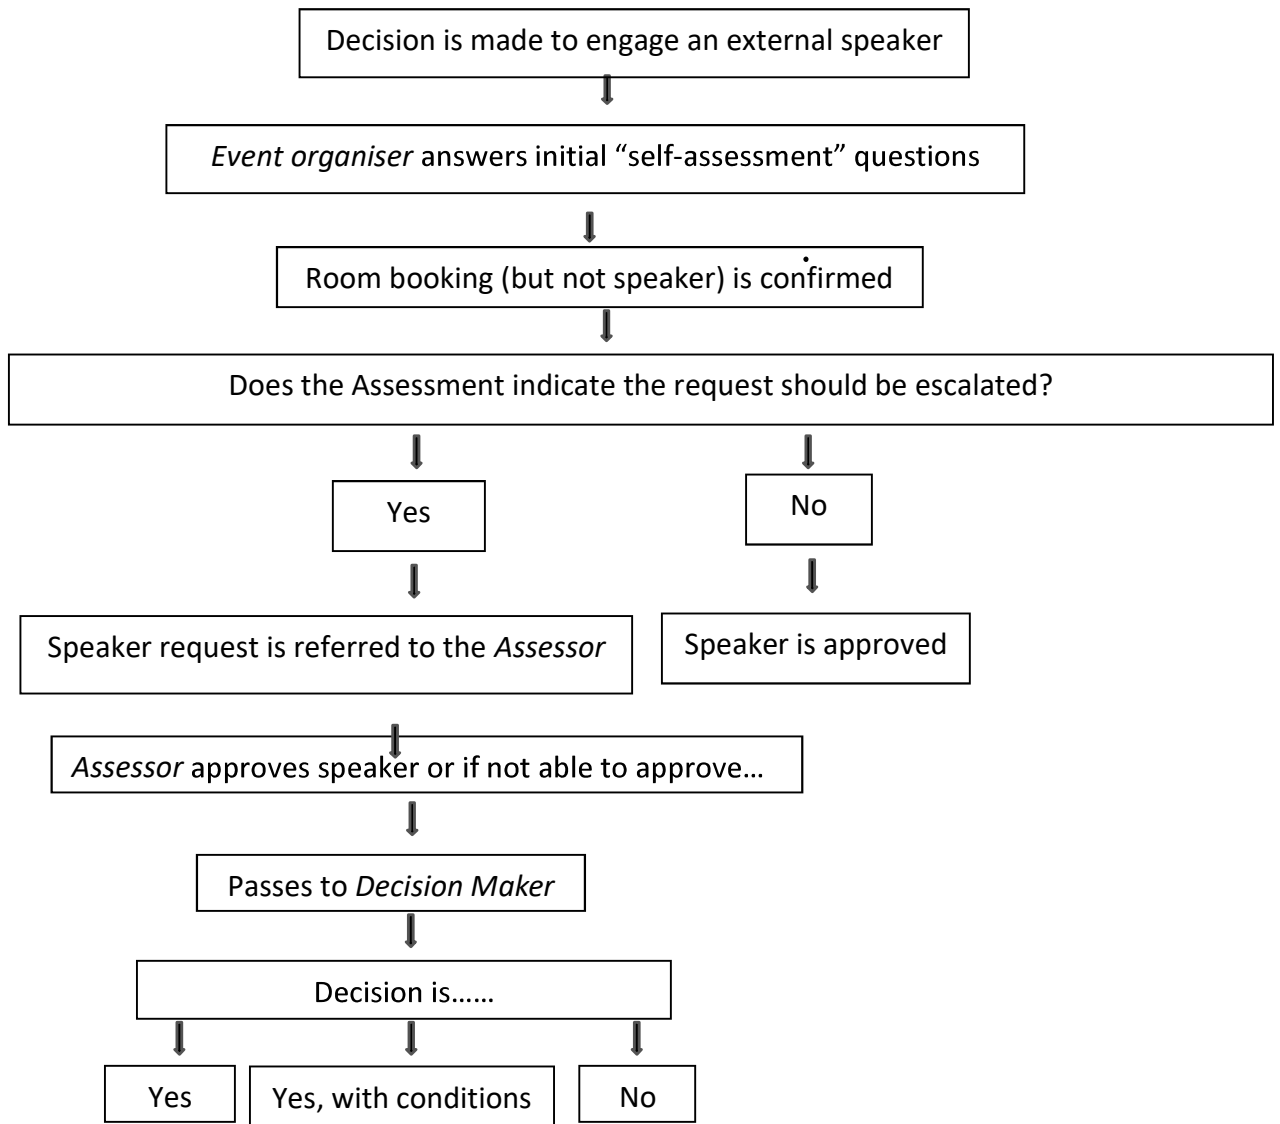 Decision is made to engage an external speaker
Event organiser answers initial “self-assessment” questions
Room booking (but not speaker) is confirmed
Does the Assessment indicate the request should be escalated?
Yes
No
Speaker request is referred to the Assessor
Speaker is approved
Assessor approves speaker or if not able to approve...
Passes to Decision Maker
Decision is......
Yes
Yes, with conditions
No